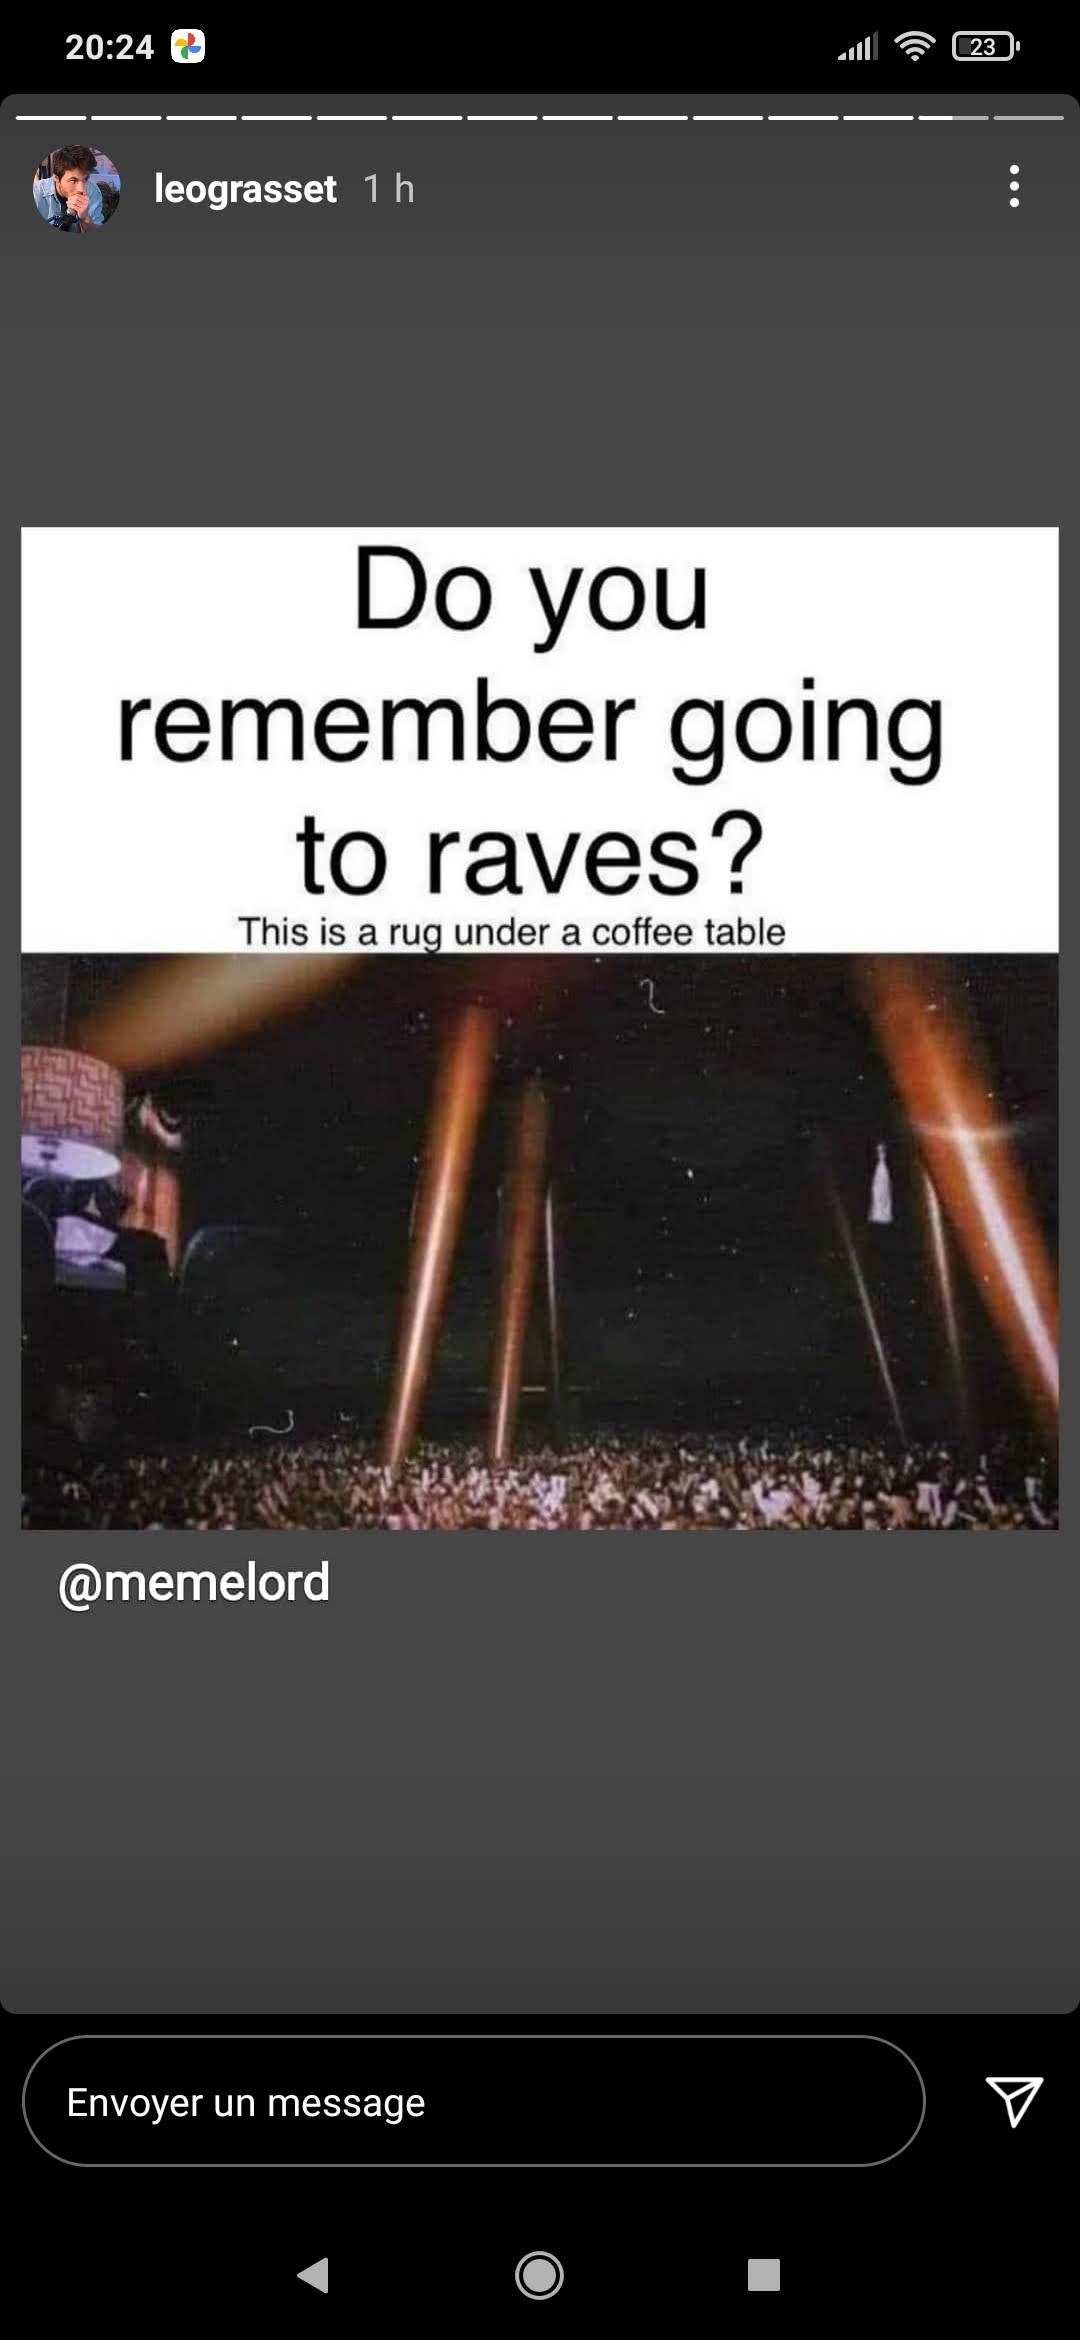 20:24
23
leograsset 1 h
Do you
remember going
to raves?
This is a rug under a coffee table
@memelord
Envoyer un message